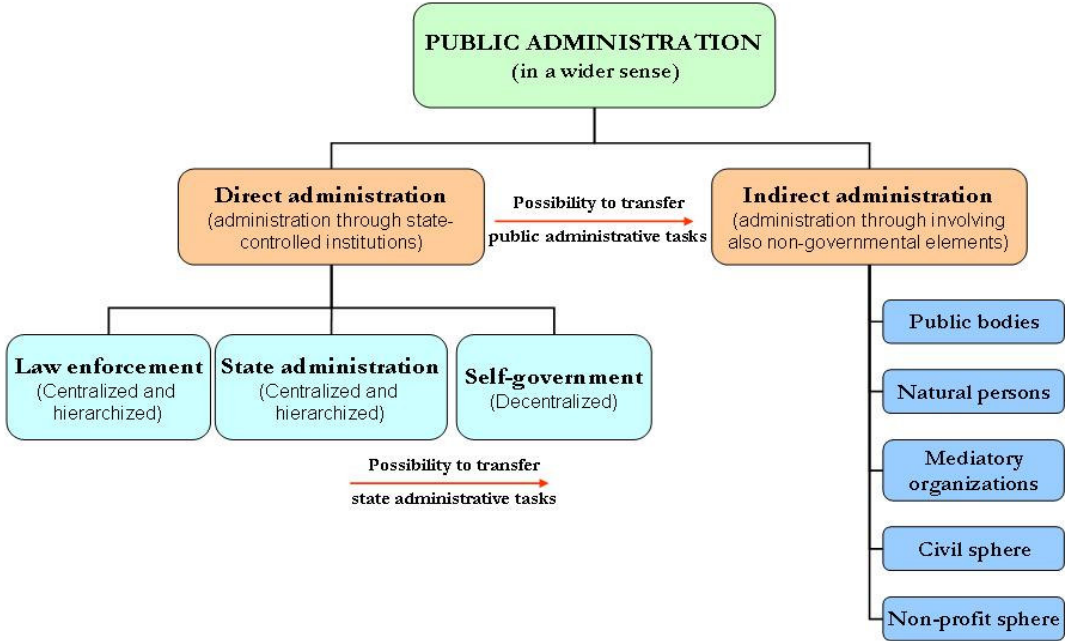 PUBLIC ADMINISTRATION
(in a wider sense)
Direct administration
(administration through state-
controlled institutions)
Possibility to transfer
public administrative tasks
Indirect administration
(administration through involving
also non-governmental elements)
Law enforcement
(Centralized and
hierarchized)
State administration
(Centralized and
hierarchized)
Self-government
(Decentralized)
Possibility to transfer
state administrative tasks
Public bodies
Natural persons
Mediatory
organizations
Civil sphere
Non-profit sphere